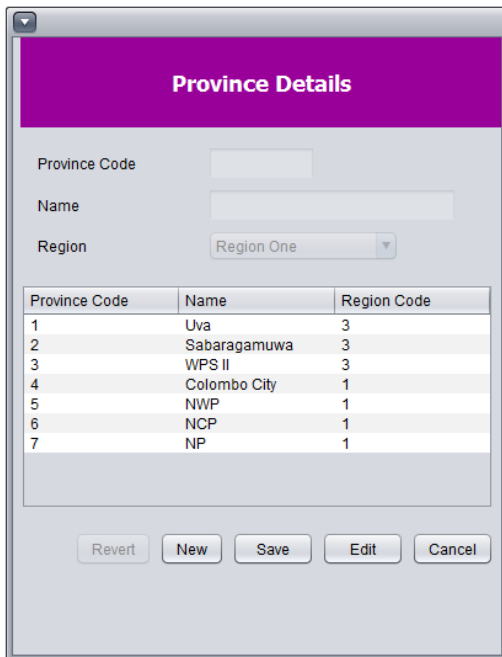 Province Details
Province Code
Name
Region Region One
Province Code Name Region Code
1 Uva 3
2 Sabaragamuwa 3
3 WPS II 3
4 Colombo City 1
5 NWP 1
6 NCP 1
7 NP 1
Revert New Save Edit Cancel